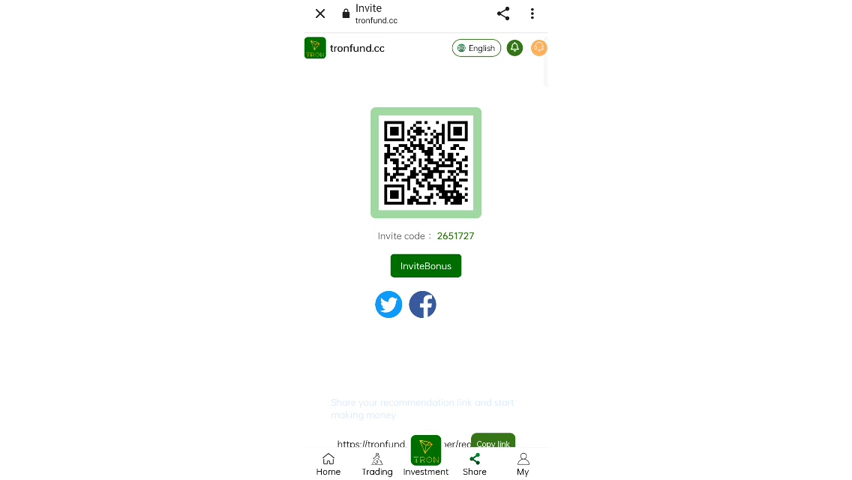 Invite
tronfund.cc
TRON
tronfund.cc
English
Invite code : 2651727
InviteBonus
Share your recommendation link and start
making money
https://tronfund.
Copy link
TRON
Home
Trading
Investment
Share
My